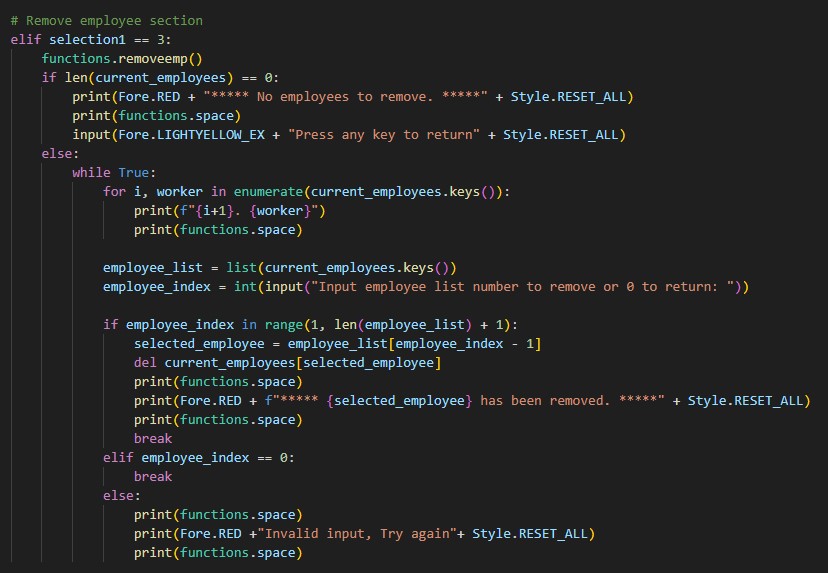 # Remove employee section
elif selection1 == 3:
    functions.removeemp()
    if len(current_employees) == 0:
        print(Fore.RED + "***** No employees to remove. *****" + Style.RESET_ALL)
        print(functions.space)
        input(Fore.LIGHTYELLOW_EX + "Press any key to return" + Style.RESET_ALL)
    else:
        while True:
            for i, worker in enumerate(current_employees.keys()):
                print(f"{i+1}. {worker}")
                print(functions.space)

            employee_list = list(current_employees.keys())
            employee_index = int(input("Input employee list number to remove or 0 to return: "))

            if employee_index in range(1, len(employee_list) + 1):
                selected_employee = employee_list[employee_index - 1]
                del current_employees[selected_employee]
                print(functions.space)
                print(Fore.RED + f"***** {selected_employee} has been removed. *****" + Style.RESET_ALL)
                print(functions.space)
                break
            elif employee_index == 0:
                break
            else:
                print(functions.space)
                print(Fore.RED +"Invalid input, Try again"+ Style.RESET_ALL)
                print(functions.space)